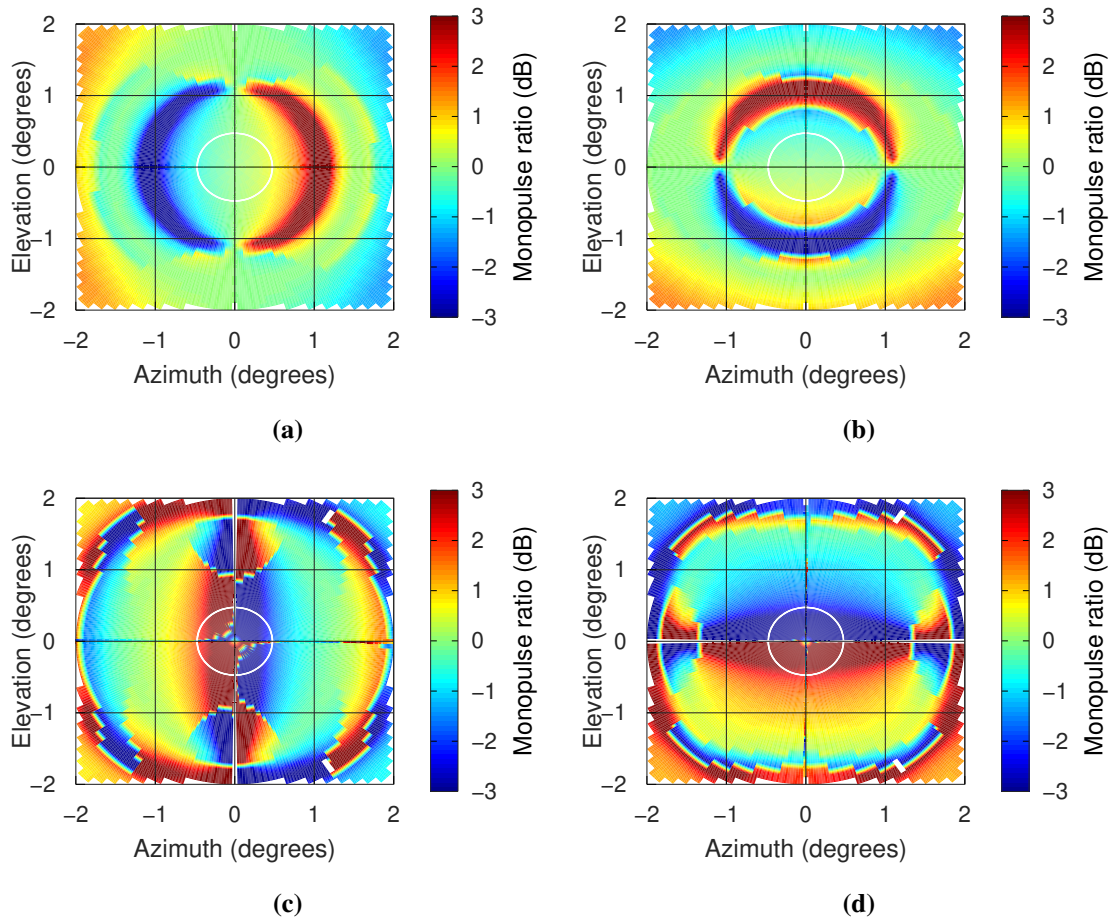 2
1
0
−1
−2
−2 −1 0 1 2
Elevation (degrees)
Azimuth (degrees)
3
2
1
0
−1
−2
−3
Monopulse ratio (dB)
(a)
2
1
0
−1
−2
−2 −1 0 1 2
Elevation (degrees)
Azimuth (degrees)
3
2
1
0
−1
−2
−3
Monopulse ratio (dB)
(b)
2
1
0
−1
−2
−2 −1 0 1 2
Elevation (degrees)
Azimuth (degrees)
3
2
1
0
−1
−2
−3
Monopulse ratio (dB)
(c)
2
1
0
−1
−2
−2 −1 0 1 2
Elevation (degrees)
Azimuth (degrees)
3
2
1
0
−1
−2
−3
Monopulse ratio (dB)
(d)